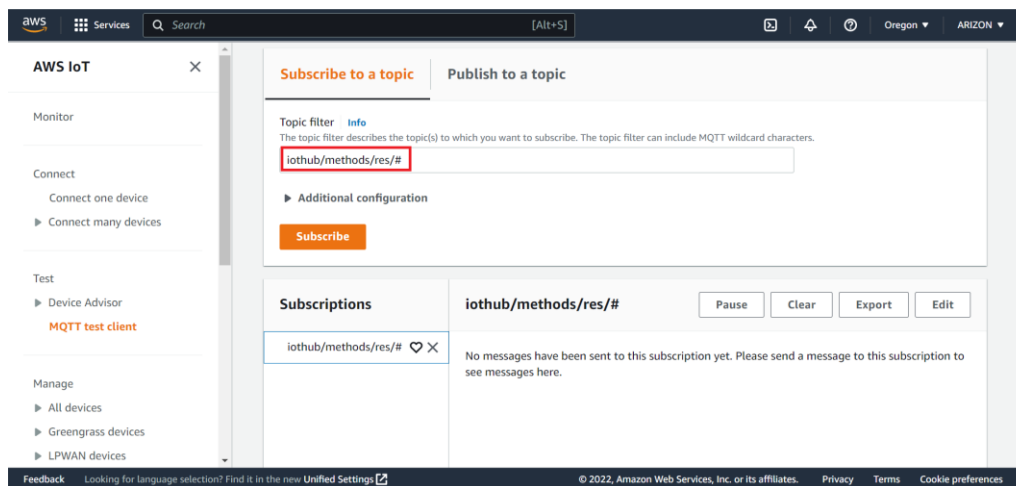 aws Services Search [Alt+S] Oregon ▼ ARIZON ▼
AWS IoT
Monitor
Connect
Connect one device
Connect many devices
Test
Device Advisor
MQTT test client
Manage
All devices
Greengrass devices
LPWAN devices
Subscribe to a topic
Publish to a topic
Topic filter Info
The topic filter describes the topic(s) to which you want to subscribe. The topic filter can include MQTT wildcard characters.
iothub/methods/res/#
Additional configuration
Subscribe
Subscriptions
iothub/methods/res/#
iothub/methods/res/#
Pause Clear Export Edit
No messages have been sent to this subscription yet. Please send a message to this subscription to
see messages here.
Feedback Looking for language selection? Find it in the new Unified Settings © 2022, Amazon Web Services, Inc. or its affiliates. Privacy Terms Cookie preferences